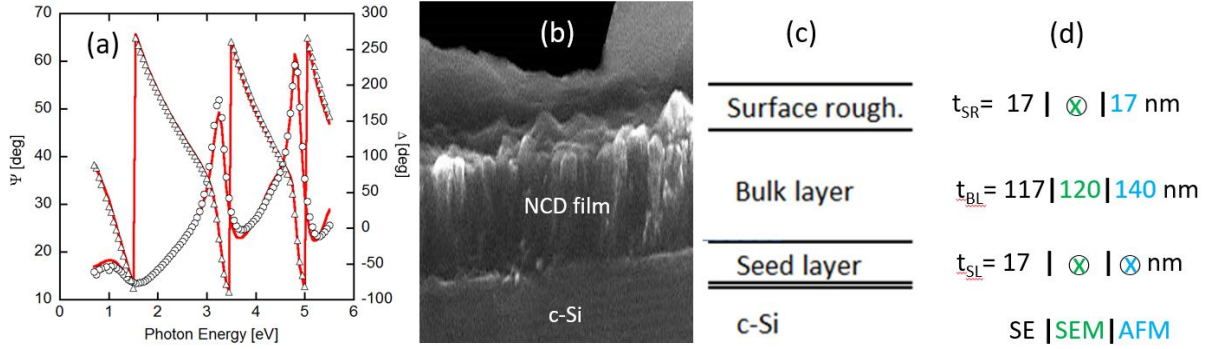 (a)
70
60
50
40
30
20
10
Ψ [deg]
300
250
200
150
100
50
0
-50
-100
Δ [deg]
0 1 2 3 4 5 6
Photon Energy [eV]
(b)
NCD film
c-Si
(c)
Surface rough.
Bulk layer
Seed layer
c-Si
(d)
tSR= 17 | ⓧ | 17 nm
tBL= 117|120|140 nm
tSL= 17 | ⓧ | ⓧ nm
SE |SEM|AFM